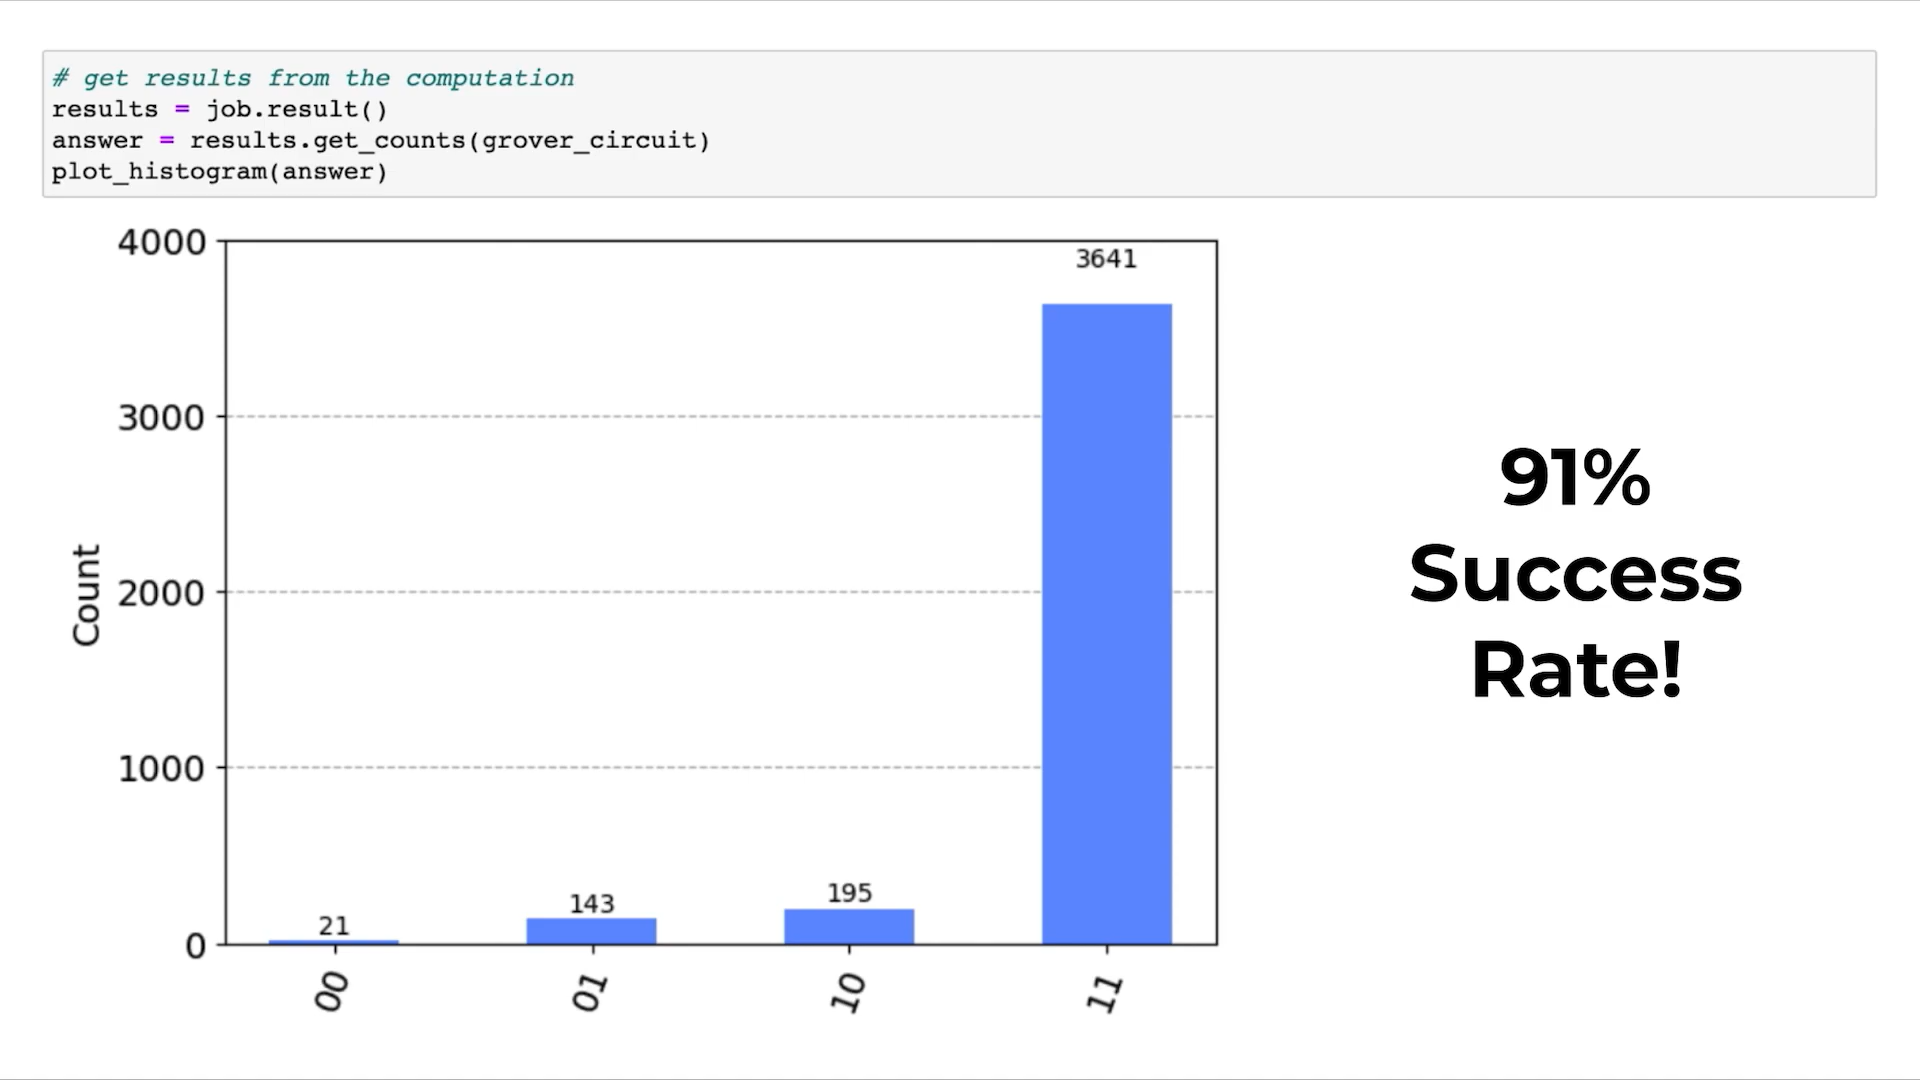 # get results from the computation
results = job.result()
answer = results.get_counts(grover_circuit)
plot_histogram(answer)
4000
3641
3000
91%
Success
Rate!
Count
2000
1000
195
143
21
0
00
01
10
11